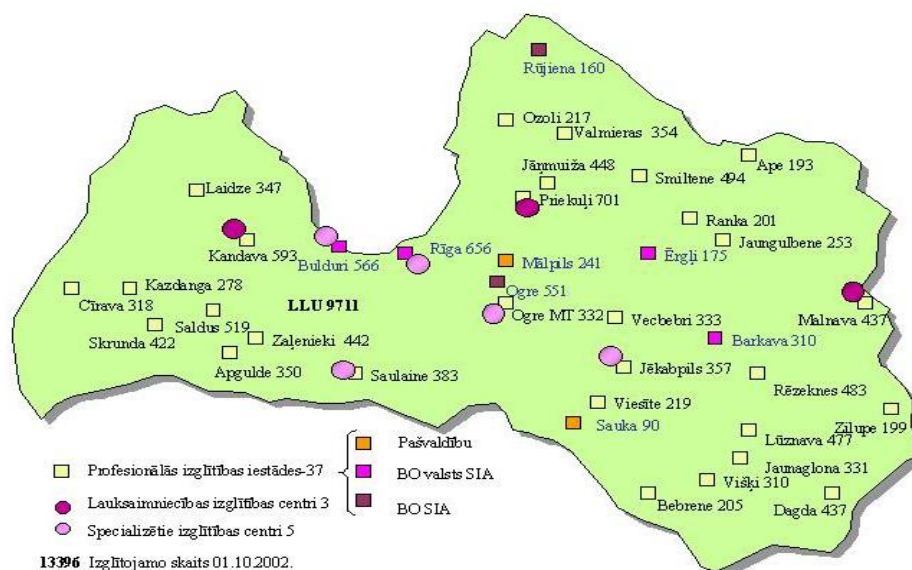 Rūjiena 160
Ozoli 217
Valmieras 354
Jāņmuiža 448
Ape 193
Smiltene 494
Laidze 347
Priekuļi 701
Ranka 201
Kandava 593
Bulduri 566
Rīga 656
Mālpils 241
Ērgļi 175
Jaungulbene 253
Cīrava 318
Kazdanga 278
LLU 9711
Ogre 551
Ogre MT 332
Vecbebri 333
Malnava 437
Skrunda 422
Saldus 519
Zaļenieki 442
Barkava 310
Apgulde 350
Saulaine 383
Jēkabpils 357
Rēzeknes 483
Viesīte 219
Sauka 90
Zilupe 199
Lūznava 477
Jaunaglona 331
Višķi 310
Bebrene 205
Dagda 437
Profesionālās izglītības iestādes-37
Lauksaimniecības izglītības centri 3
Specializētie izglītības centri 5
Pašvaldību
BO valsts SIA
BO SIA
13396 Izglītojamo skaits 01.10.2002.